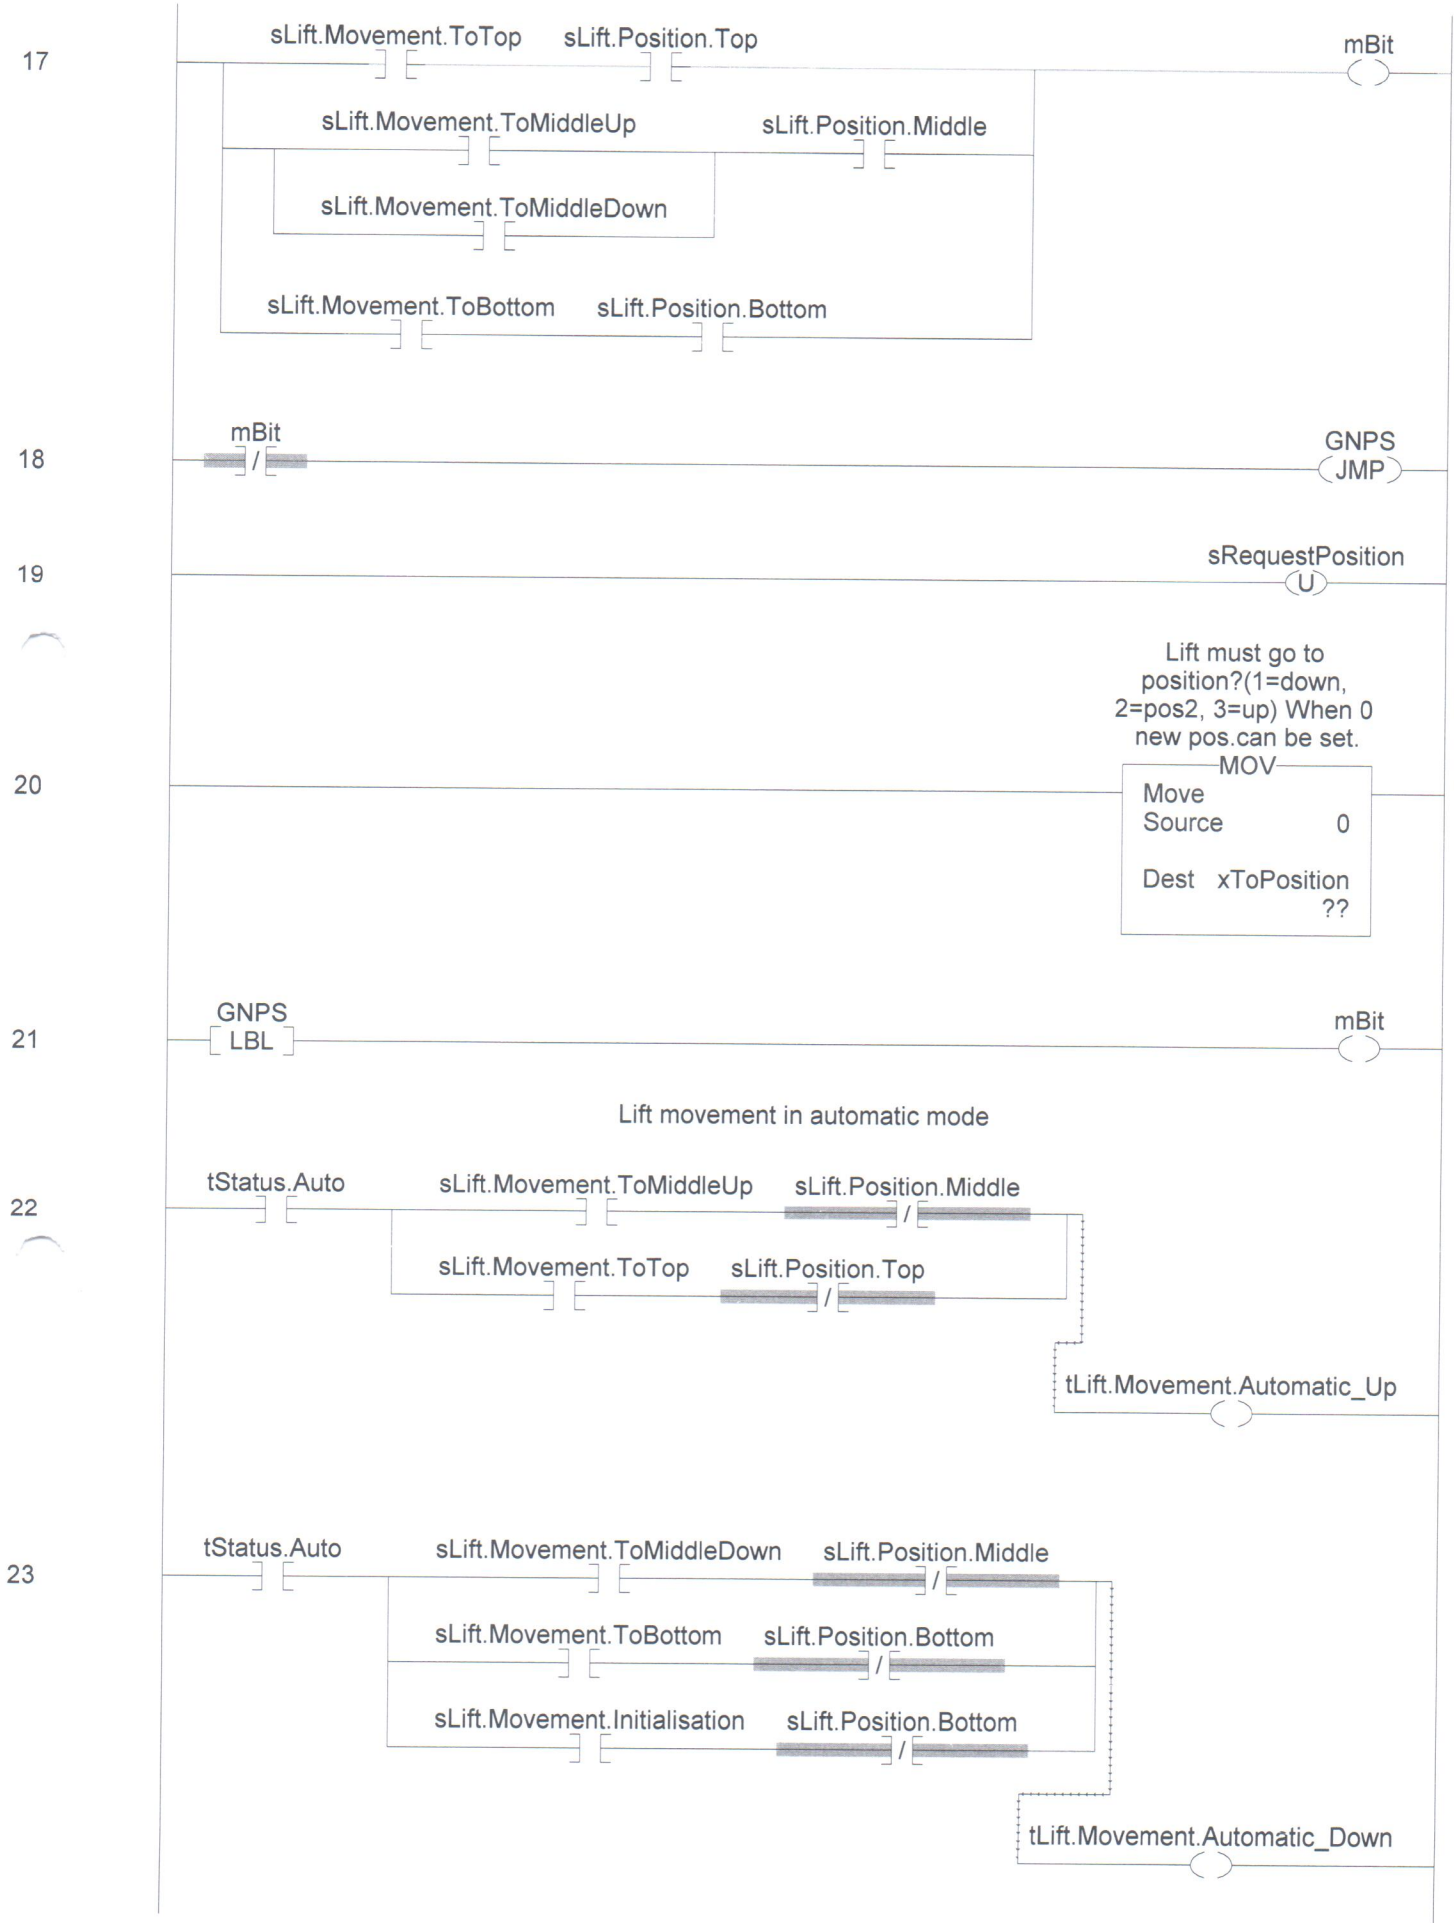 17
sLift.Movement.ToTop sLift.Position.Top mBit
sLift.Movement.ToMiddleUp sLift.Position.Middle
sLift.Movement.ToMiddleDown
sLift.Movement.ToBottom sLift.Position.Bottom
18
mBit GNPS
/ JMP
19
sRequestPosition
U
Lift must go to
position?(1=down,
2=pos2, 3=up) When 0
new pos.can be set.
20
MOV
Move
Source 0
Dest xToPosition
??
21
GNPS mBit
LBL
Lift movement in automatic mode
22
tStatus.Auto sLift.Movement.ToMiddleUp sLift.Position.Middle
/
sLift.Movement.ToTop sLift.Position.Top
/
tLift.Movement.Automatic_Up
23
tStatus.Auto sLift.Movement.ToMiddleDown sLift.Position.Middle
/
sLift.Movement.ToBottom sLift.Position.Bottom
/
sLift.Movement.Initialisation sLift.Position.Bottom
/
tLift.Movement.Automatic_Down